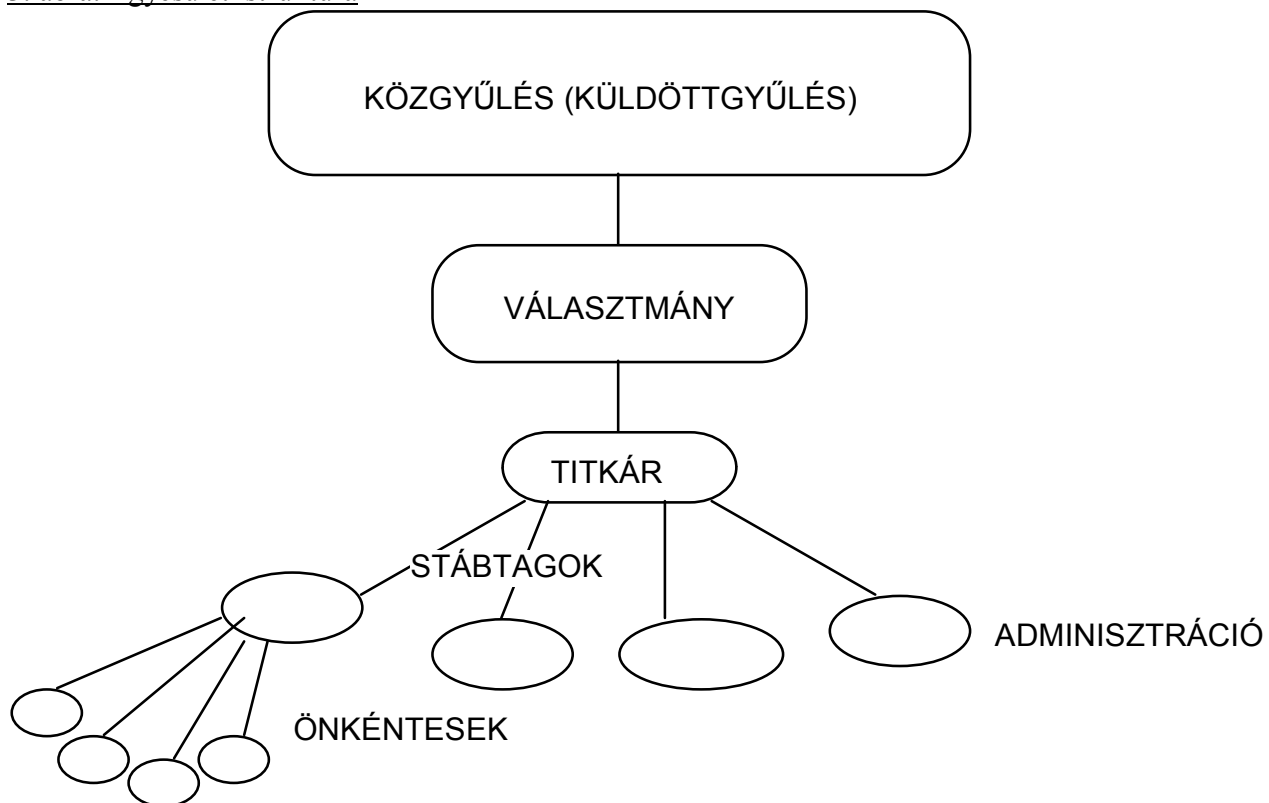 KÖZGYŰLÉS (KÜLDÖTTGYŰLÉS)
VÁLASZTMÁNY
TITKÁR
STÁBTAGOK
ADMINISZTRÁCIÓ
ÖNKÉNTESEK